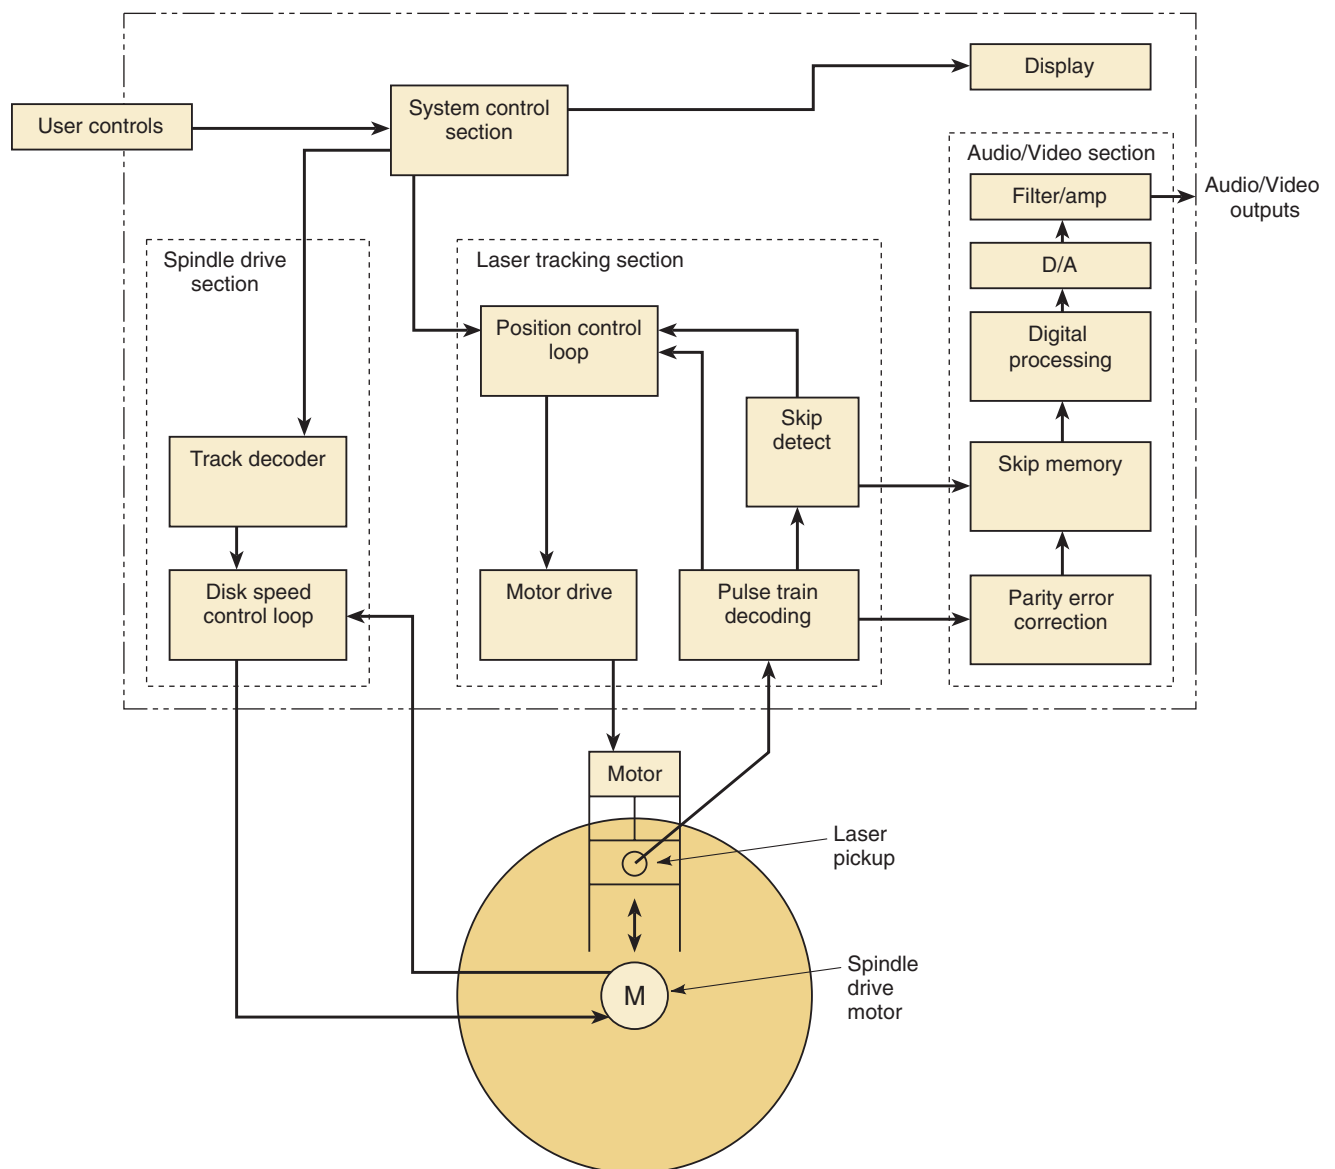 Display
User controls
System control
section
Audio/Video section
Filter/amp
Audio/Video
outputs
Spindle drive
section
Laser tracking section
D/A
Position control
loop
Digital
processing
Skip
detect
Track decoder
Skip memory
Disk speed
control loop
Motor drive
Pulse train
decoding
Parity error
correction
Motor
Laser
pickup
Spindle
drive
motor
M